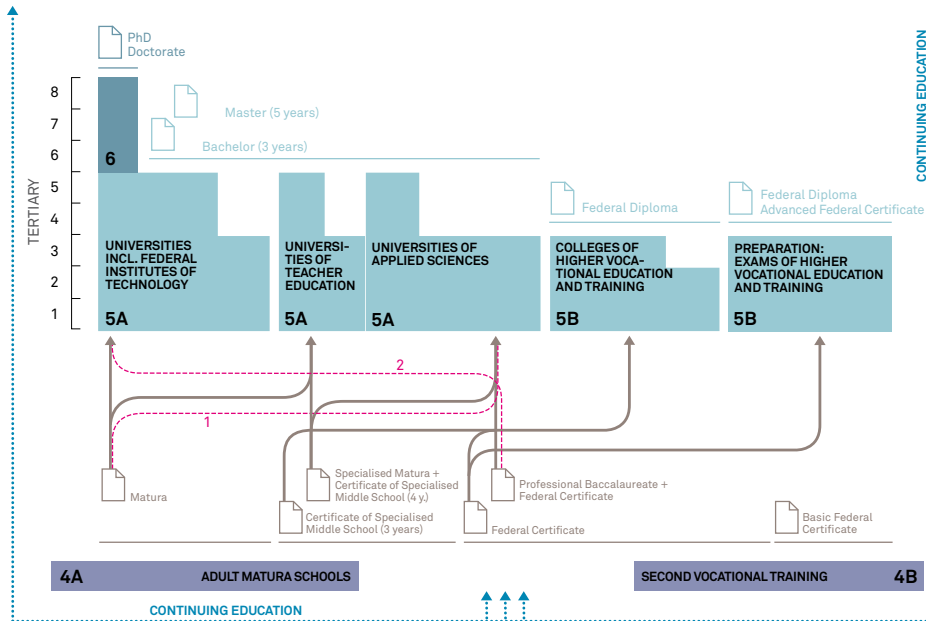 PhD
Doctorate
Master (5 years)
Bachelor (3 years)
CONTINUING EDUCATION
TERTIARY
8
7
6
5
4
3
2
1
6
Federal Diploma
Federal Diploma
Advanced Federal Certificate
UNIVERSITIES
INCL. FEDERAL
INSTITUTES OF
TECHNOLOGY
5A
UNIVERSI-
TIES OF
TEACHER
EDUCATION
5A
UNIVERSITIES OF
APPLIED SCIENCES
5A
COLLEGES OF
HIGHER VOCA-
TIONAL EDUCATION
AND TRAINING
5B
PREPARATION:
EXAMS OF HIGHER
VOCATIONAL EDUCATION
AND TRAINING
5B
2
1
Matura
Specialised Matura +
Certificate of Specialised
Middle School (4 y.)
Certificate of Specialised
Middle School (3 years)
Professional Baccalaureate +
Federal Certificate
Federal Certificate
Basic Federal
Certificate
4A
ADULT MATURA SCHOOLS
SECOND VOCATIONAL TRAINING
4B
CONTINUING EDUCATION